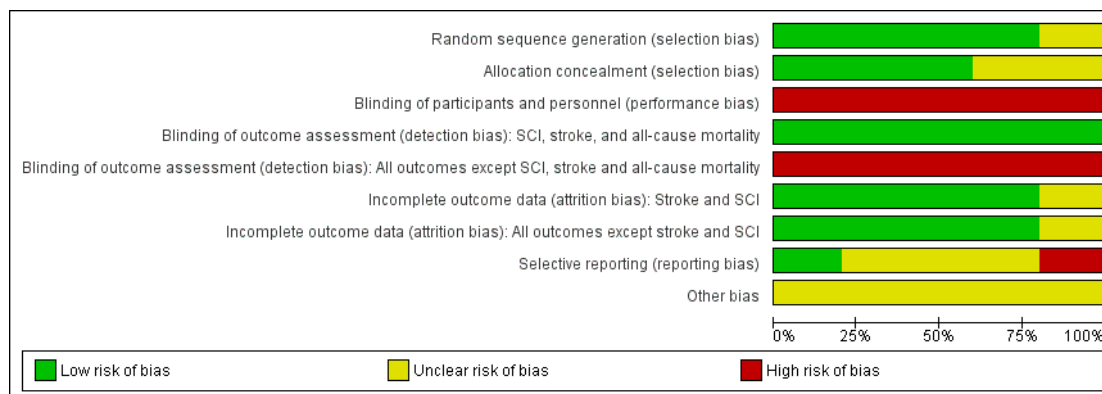 Random sequence generation (selection bias)
Allocation concealment (selection bias)
Blinding of participants and personnel (performance bias)
Blinding of outcome assessment (detection bias): SCI, stroke, and all-cause mortality
Blinding of outcome assessment (detection bias): All outcomes except SCI, stroke and all-cause mortality
Incomplete outcome data (attrition bias): Stroke and SCI
Incomplete outcome data (attrition bias): All outcomes except stroke and SCI
Selective reporting (reporting bias)
Other bias
0% 25% 50% 75% 100%
Low risk of bias Unclear risk of bias High risk of bias